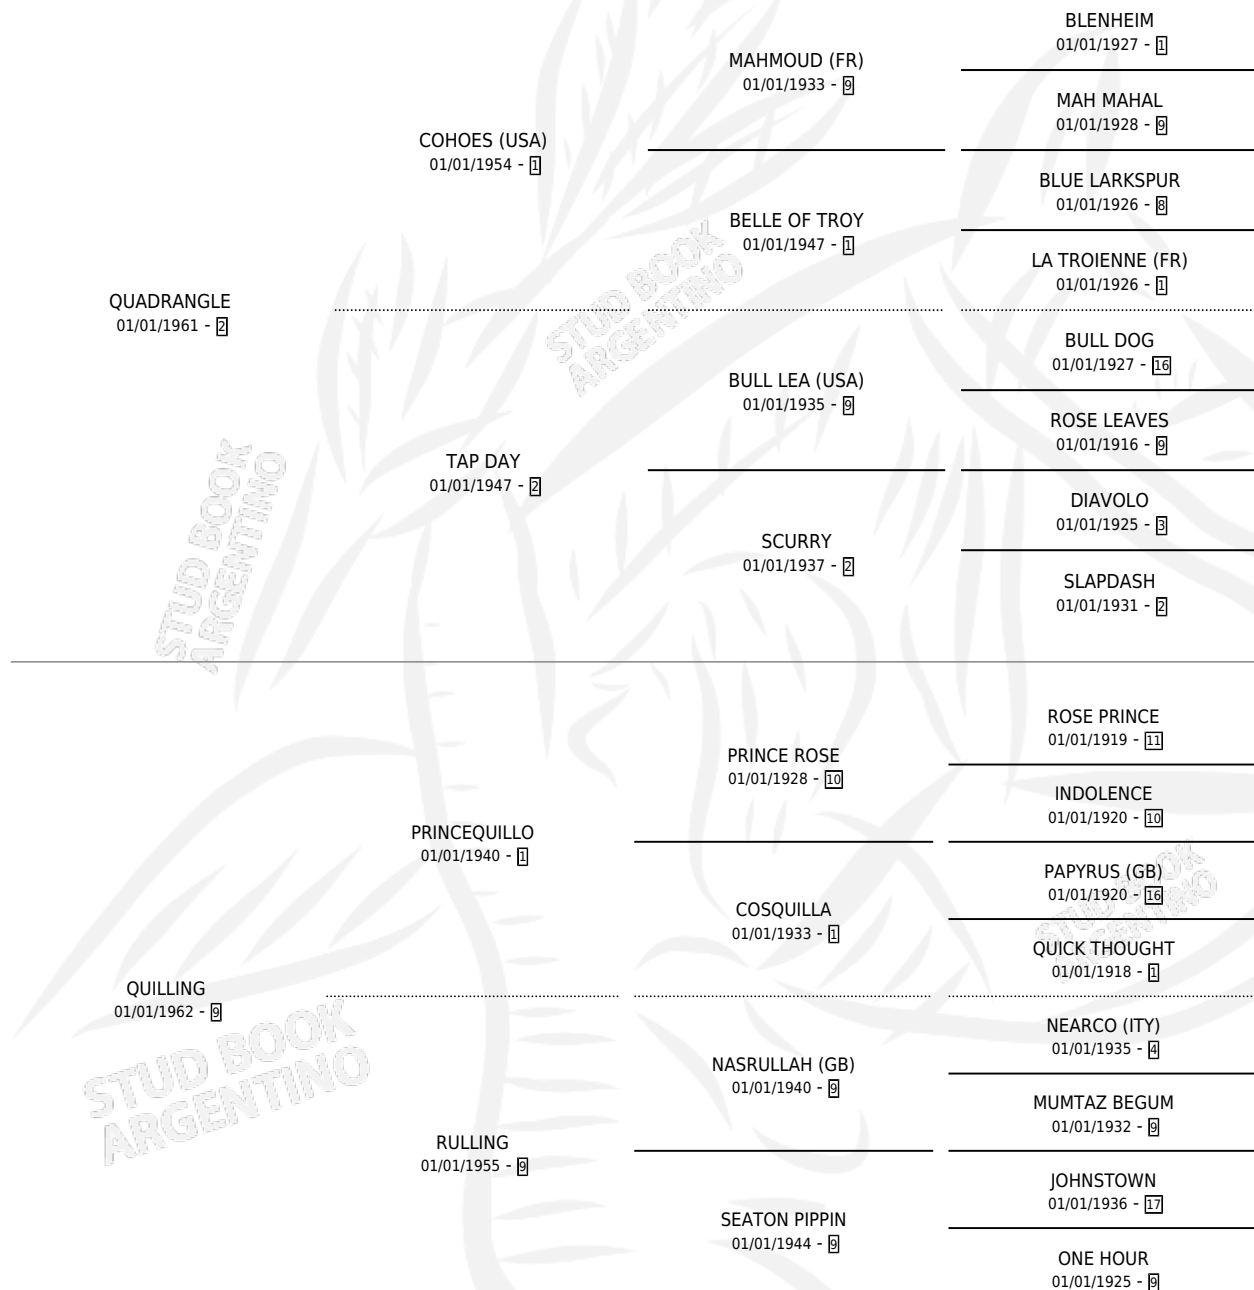 BLENHEIM
01/01/1927 - 1
MAHMOUD (FR)
01/01/1933 - 9
MAH MAHAL
01/01/1928 - 9
COHOES (USA)
01/01/1954 - 1
BLUE LARKSPUR
01/01/1926 - 8
BELLE OF TROY
01/01/1947 - 1
LA TROIENNE (FR)
01/01/1926 - 1
QUADRANGLE
01/01/1961 - 2
BULL DOG
01/01/1927 - 16
BULL LEA (USA)
01/01/1935 - 9
ROSE LEAVES
01/01/1916 - 9
TAP DAY
01/01/1947 - 2
DIAVOLO
01/01/1925 - 3
SCURRY
01/01/1937 - 2
SLAPDASH
01/01/1931 - 2
ROSE PRINCE
01/01/1919 - 11
PRINCE ROSE
01/01/1928 - 10
INDOLENCE
01/01/1920 - 10
PRINCEQUILLO
01/01/1940 - 1
PAPYRUS (GB)
01/01/1920 - 16
COSQUILLA
01/01/1933 - 1
QUICK THOUGHT
01/01/1918 - 1
QUILLING
01/01/1962 - 9
NEARCO (ITY)
01/01/1935 - 4
NASRULLAH (GB)
01/01/1940 - 9
MUMTAZ BEGUM
01/01/1932 - 9
RULLING
01/01/1955 - 9
JOHNSTOWN
01/01/1936 - 17
SEATON PIPPIN
01/01/1944 - 9
ONE HOUR
01/01/1925 - 9
STUD BOOK
ARGENTINO
STUD BOOK
ARGENTINO
STUD BOOK
ARGENTINO
STUD BOOK
ARGENTINO